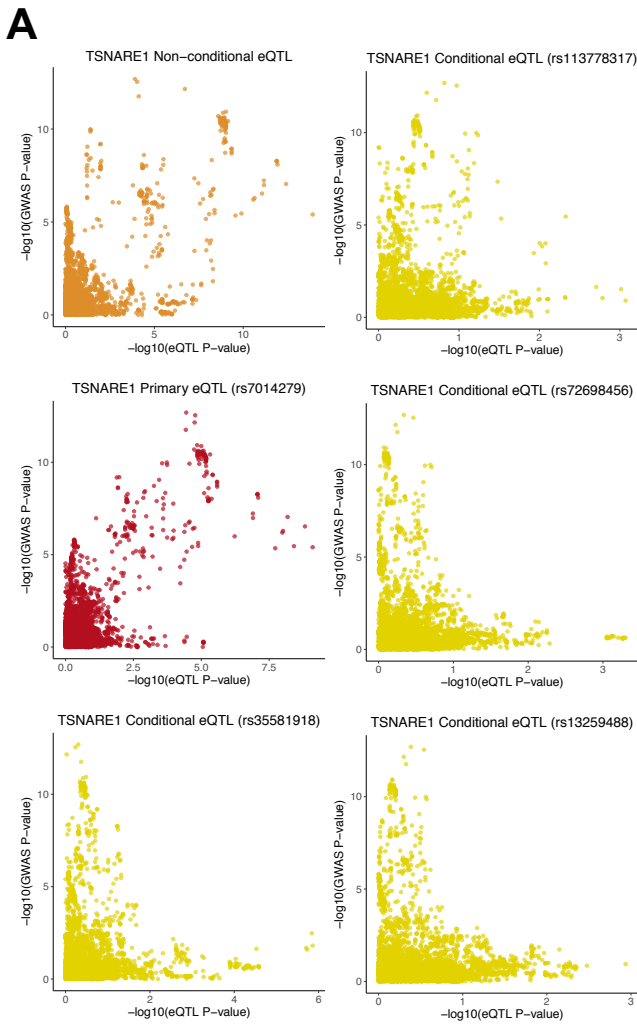 A
TSNARE1 Non−conditional eQTL
−log10(GWAS P−value)
10
5
0
0 5 10
−log10(eQTL P−value)
TSNARE1 Conditional eQTL (rs113778317)
−log10(GWAS P−value)
10
5
0
0 1 2 3
−log10(eQTL P−value)
TSNARE1 Primary eQTL (rs7014279)
−log10(GWAS P−value)
10
5
0
0.0 2.5 5.0 7.5
−log10(eQTL P−value)
TSNARE1 Conditional eQTL (rs72698456)
−log10(GWAS P−value)
10
5
0
0 1 2 3
−log10(eQTL P−value)
TSNARE1 Conditional eQTL (rs35581918)
−log10(GWAS P−value)
10
5
0
0 2 4 6
−log10(eQTL P−value)
TSNARE1 Conditional eQTL (rs13259488)
−log10(GWAS P−value)
10
5
0
0 1 2 3
−log10(eQTL P−value)